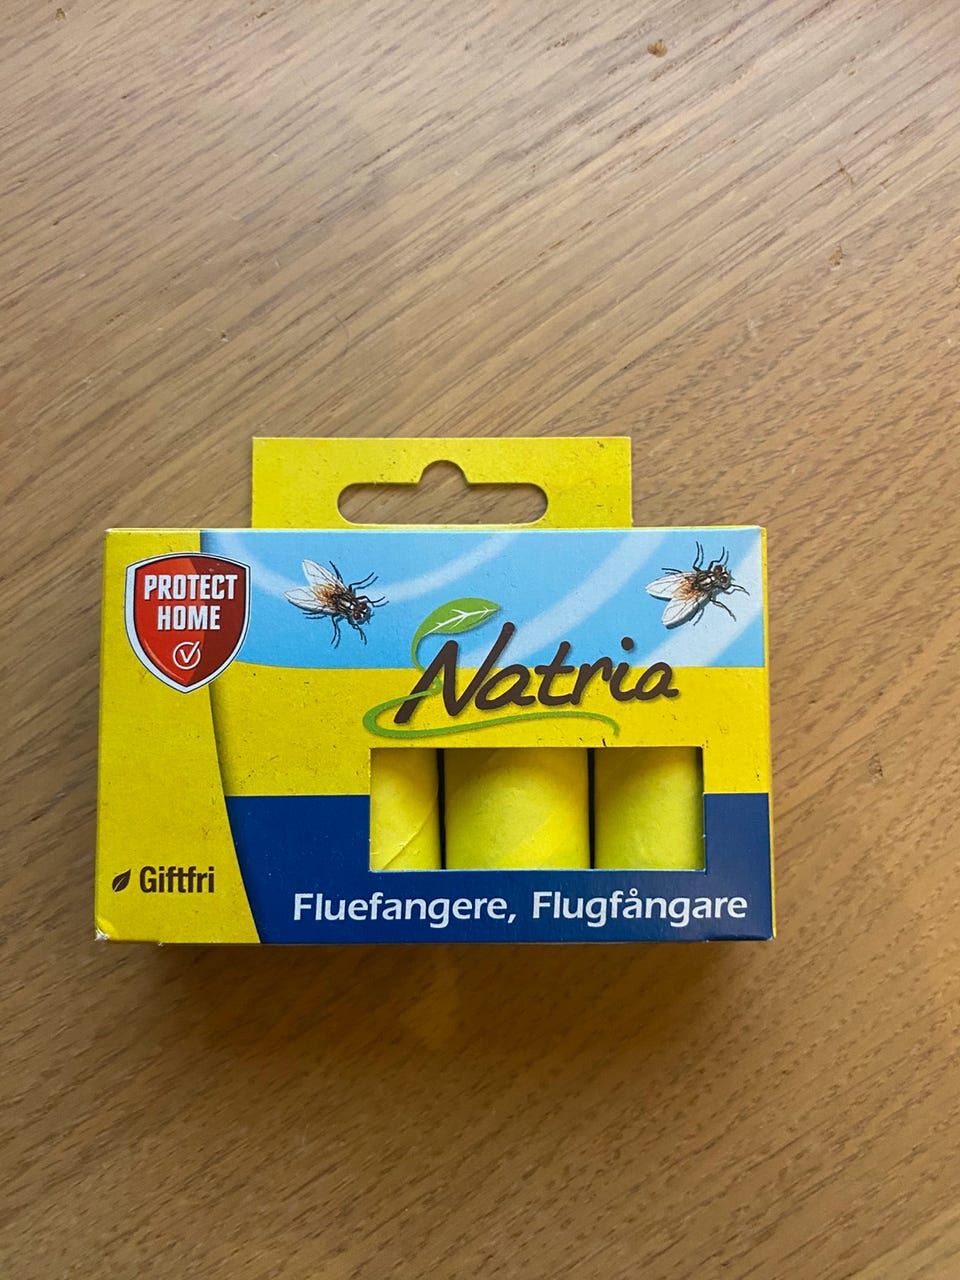 PROTECT
HOME
Natria
Giftfri
Fluefangere, Flugfångare